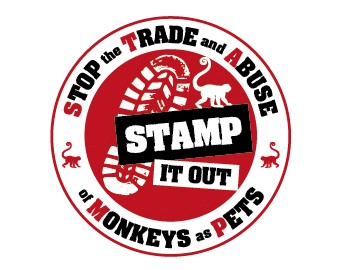 STOP the TRADE and ABUSE
STAMP
IT OUT
of MONKEYS as PETS